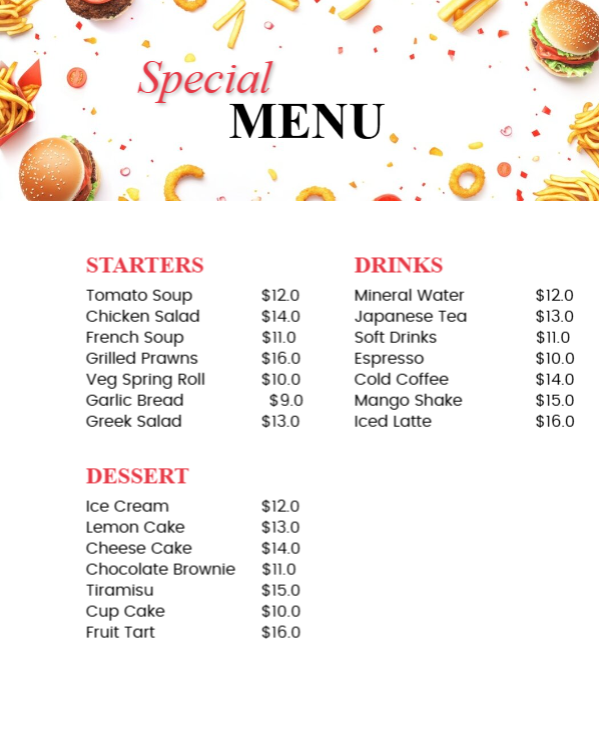 Special
MENU
STARTERS
Tomato Soup $12.0
Chicken Salad $14.0
French Soup $11.0
Grilled Prawns $16.0
Veg Spring Roll $10.0
Garlic Bread $9.0
Greek Salad $13.0
DESSERT
Ice Cream $12.0
Lemon Cake $13.0
Cheese Cake $14.0
Chocolate Brownie $11.0
Tiramisu $15.0
Cup Cake $10.0
Fruit Tart $16.0
DRINKS
Mineral Water $12.0
Japanese Tea $13.0
Soft Drinks $11.0
Espresso $10.0
Cold Coffee $14.0
Mango Shake $15.0
Iced Latte $16.0